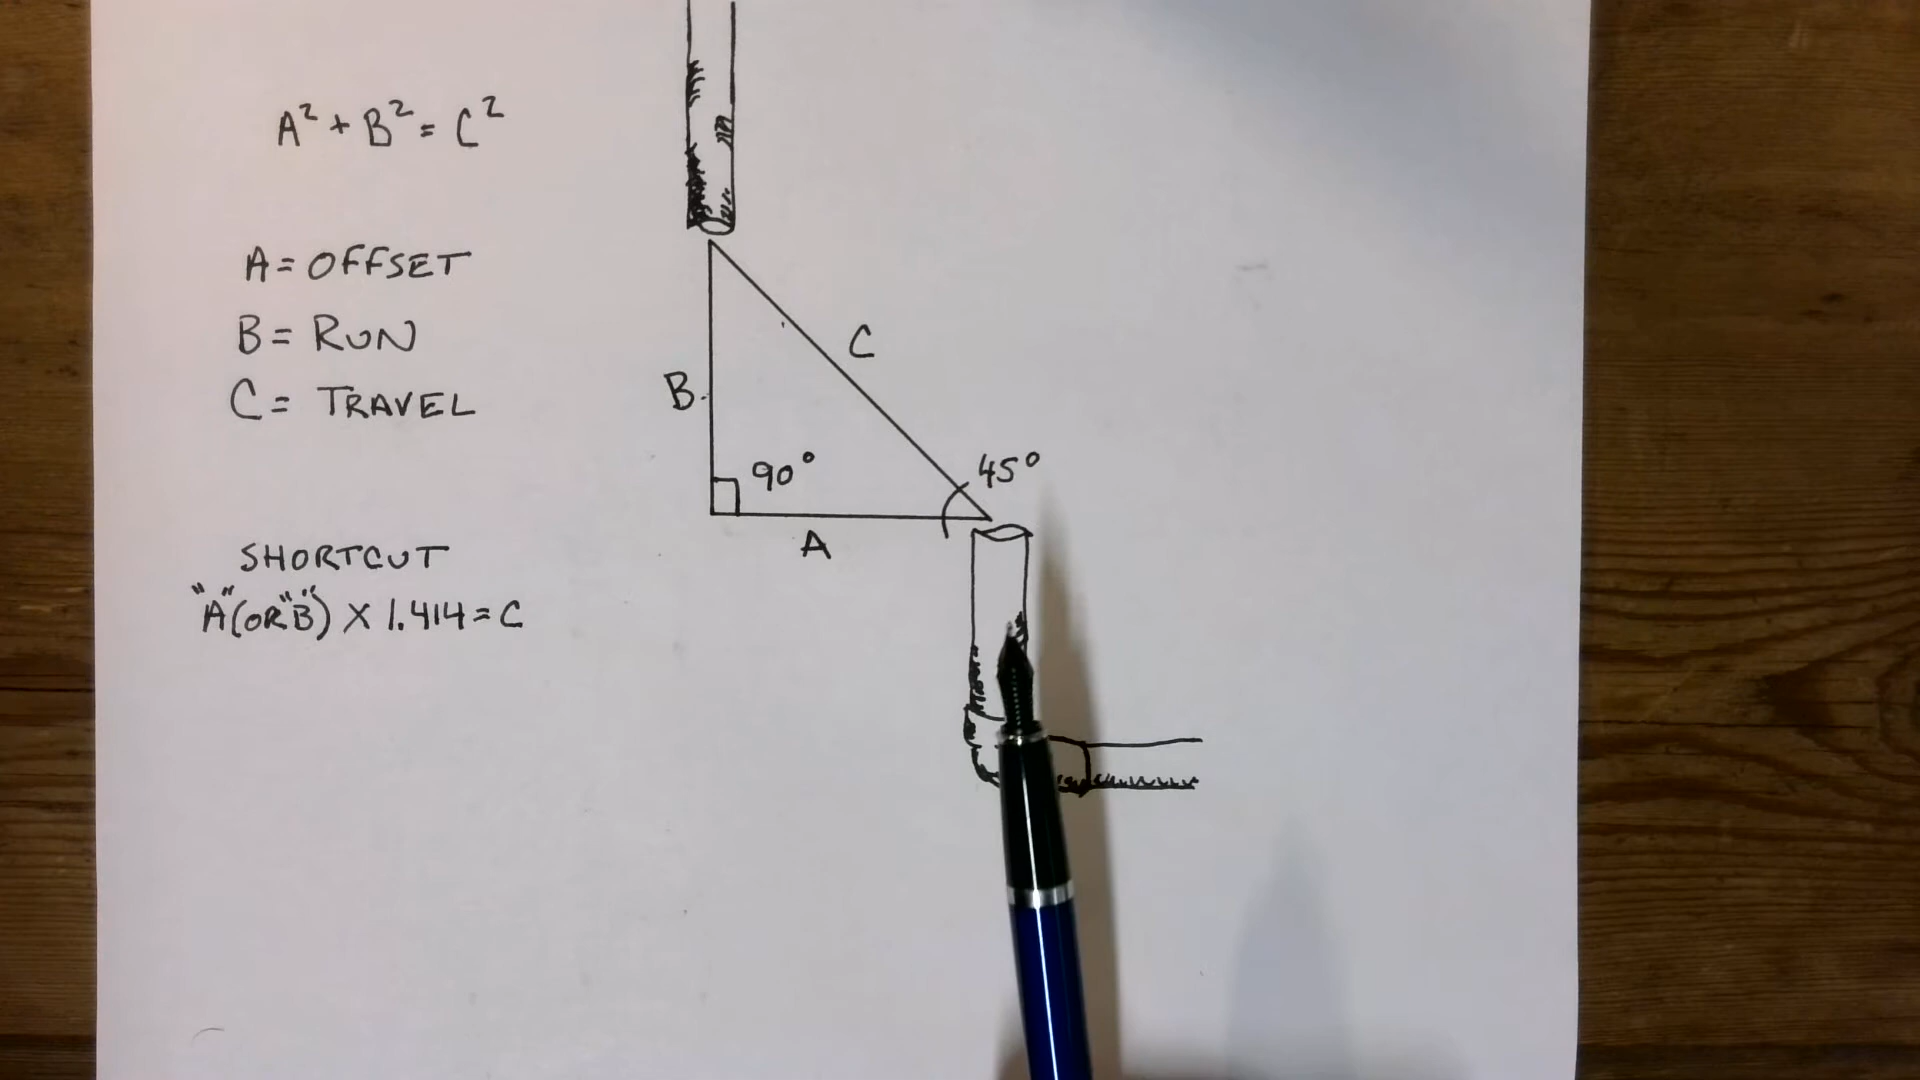 A² + B² = C²
A = OFFSET
B = RUN
C = TRAVEL
SHORTCUT
"A"(OR"B") X 1.414 = C
C
B
90°
45°
A